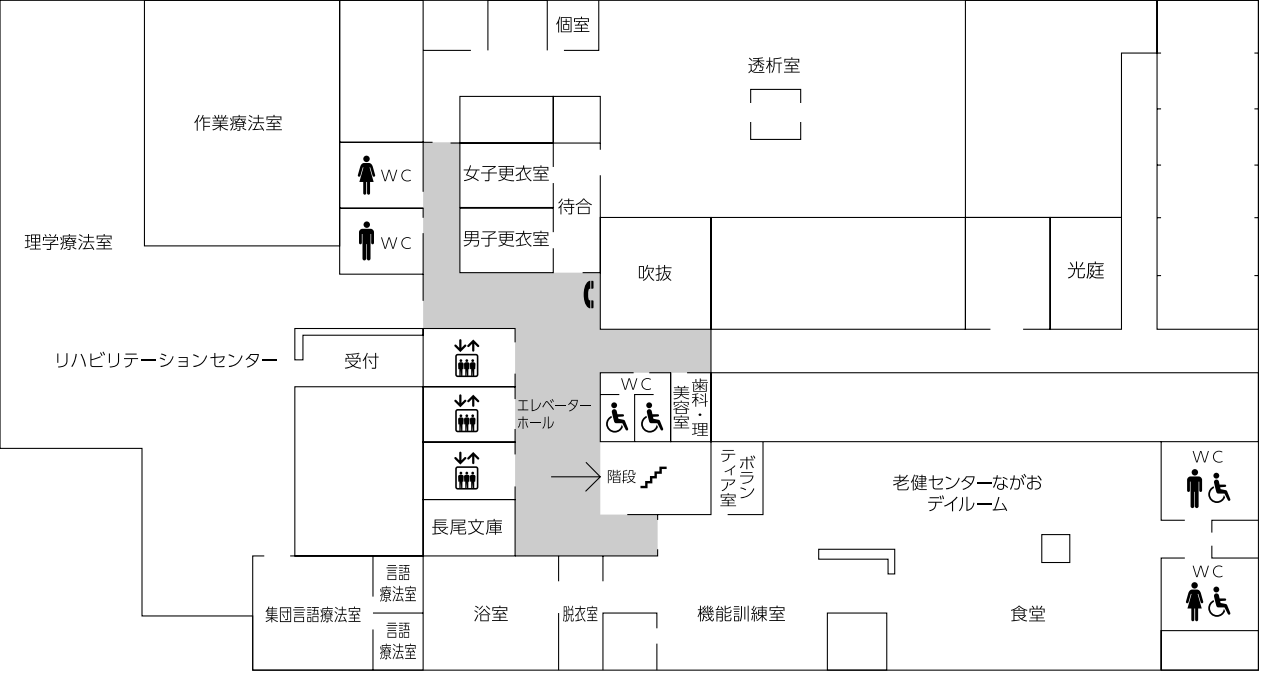 個室
透析室
作業療法室
WC
女子更衣室
待合
WC
男子更衣室
理学療法室
吹抜
光庭
リハビリテーションセンター
受付
エレベーター
ホール
WC
美容室
歯科・理
階段
ボラン
ティア室
老健センターながお
デイルーム
WC
長尾文庫
WC
言語
療法室
集団言語療法室
浴室
脱衣室
機能訓練室
食堂
言語
療法室